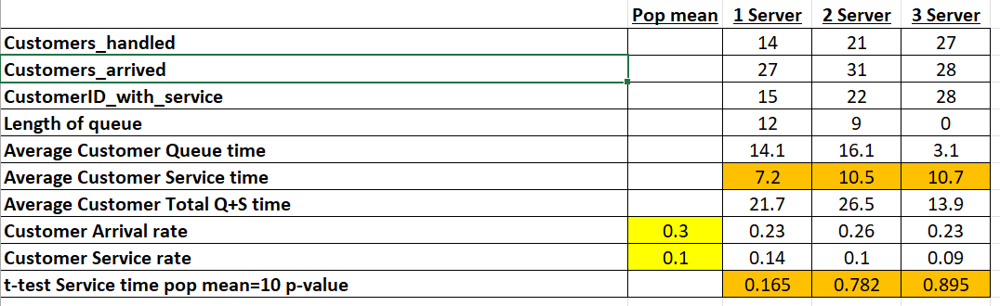 Pop mean 1 Server 2 Server 3 Server
Customers_handled 14 21 27
Customers_arrived 27 31 28
CustomerID_with_service 15 22 28
Length of queue 12 9 0
Average Customer Queue time 14.1 16.1 3.1
Average Customer Service time 7.2 10.5 10.7
Average Customer Total Q+S time 21.7 26.5 13.9
Customer Arrival rate 0.3 0.23 0.26 0.23
Customer Service rate 0.1 0.14 0.1 0.09
t-test Service time pop mean=10 p-value 0.165 0.782 0.895